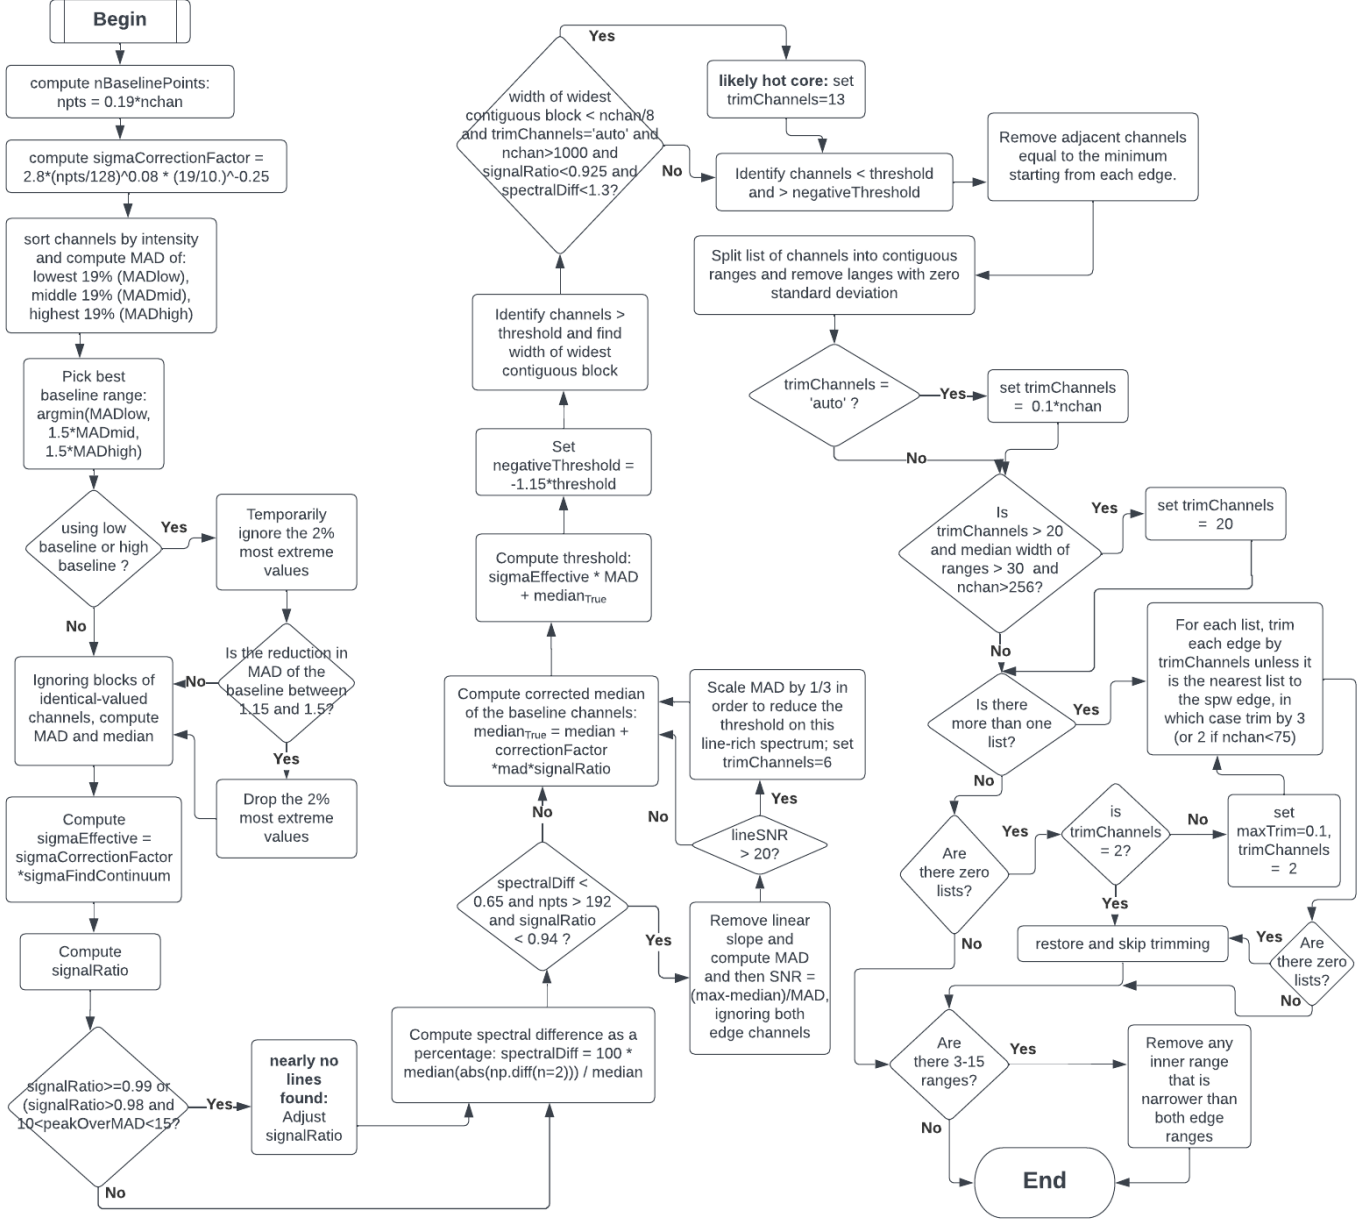 Begin
compute nBaselinePoints:
npts = 0.19*nchan
compute sigmaCorrectionFactor =
2.8*(npts/128)^0.08 * (19/10.)^-0.25
sort channels by intensity
and compute MAD of:
lowest 19% (MADlow),
middle 19% (MADmid),
highest 19% (MADhigh)
Pick best
baseline range:
argmin(MADlow,
1.5*MADmid,
1.5*MADhigh)
using low
baseline or high
baseline ?
Yes
No
Temporarily
ignore the 2%
most extreme
values
Is the reduction in
MAD of the
baseline between
1.15 and 1.5?
No
Yes
Drop the 2%
most extreme
values
Ignoring blocks of
identical-valued
channels, compute
MAD and median
Compute
sigmaEffective =
sigmaCorrectionFactor
*sigmaFindContinuum
Compute
signalRatio
signalRatio>=0.99 or
(signalRatio>0.98 and
10<peakOverMAD<15?
Yes
No
nearly no
lines
found:
Adjust
signalRatio
Compute spectral difference as a
percentage: spectralDiff = 100 *
median(abs(np.diff(n=2))) / median
spectralDiff <
0.65 and npts > 192
and signalRatio
< 0.94 ?
No
Yes
Remove linear
slope and
compute MAD
and then SNR =
(max-median)/MAD,
ignoring both
edge channels
lineSNR
> 20?
No
Yes
Scale MAD by 1/3 in
order to reduce the
threshold on this
line-rich spectrum; set
trimChannels=6
Compute corrected median
of the baseline channels:
medianTrue = median +
correctionFactor
*mad*signalRatio
Compute threshold:
sigmaEffective * MAD
+ medianTrue
Set
negativeThreshold =
-1.15*threshold
Identify channels >
threshold and find
width of widest
contiguous block
width of widest
contiguous block < nchan/8
and trimChannels='auto' and
nchan>1000 and
signalRatio<0.925 and
spectralDiff<1.3?
Yes
No
likely hot core: set
trimChannels=13
Identify channels < threshold
and > negativeThreshold
Remove adjacent channels
equal to the minimum
starting from each edge.
Split list of channels into contiguous
ranges and remove langes with zero
standard deviation
trimChannels =
'auto' ?
Yes
No
set trimChannels
= 0.1*nchan
Is
trimChannels > 20
and median width of
ranges > 30 and
nchan>256?
Yes
No
set trimChannels
= 20
Is there
more than one
list?
Yes
No
For each list, trim
each edge by
trimChannels unless it
is the nearest list to
the spw edge, in
which case trim by 3
(or 2 if nchan<75)
Are
there zero
lists?
Yes
No
is
trimChannels
= 2?
No
Yes
set
maxTrim=0.1,
trimChannels
= 2
restore and skip trimming
Are
there zero
lists?
Yes
No
Are
there 3-15
ranges?
Yes
No
Remove any
inner range
that is
narrower than
both edge
ranges
End